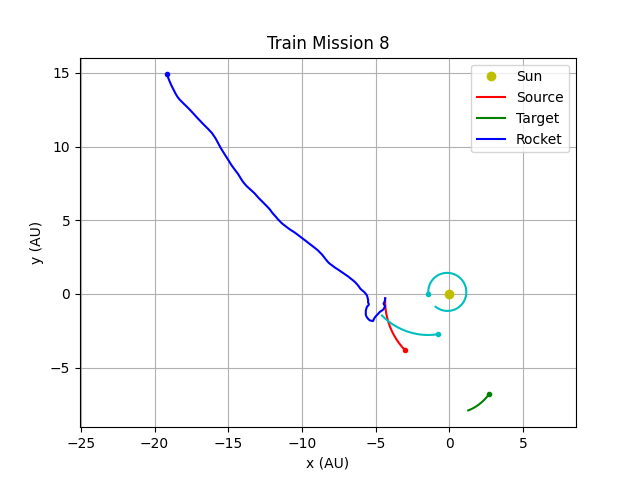 Train Mission 8
Sun
Source
Target
Rocket
15
10
5
0
−5
y (AU)
−25
−20
−15
−10
−5
0
5
x (AU)